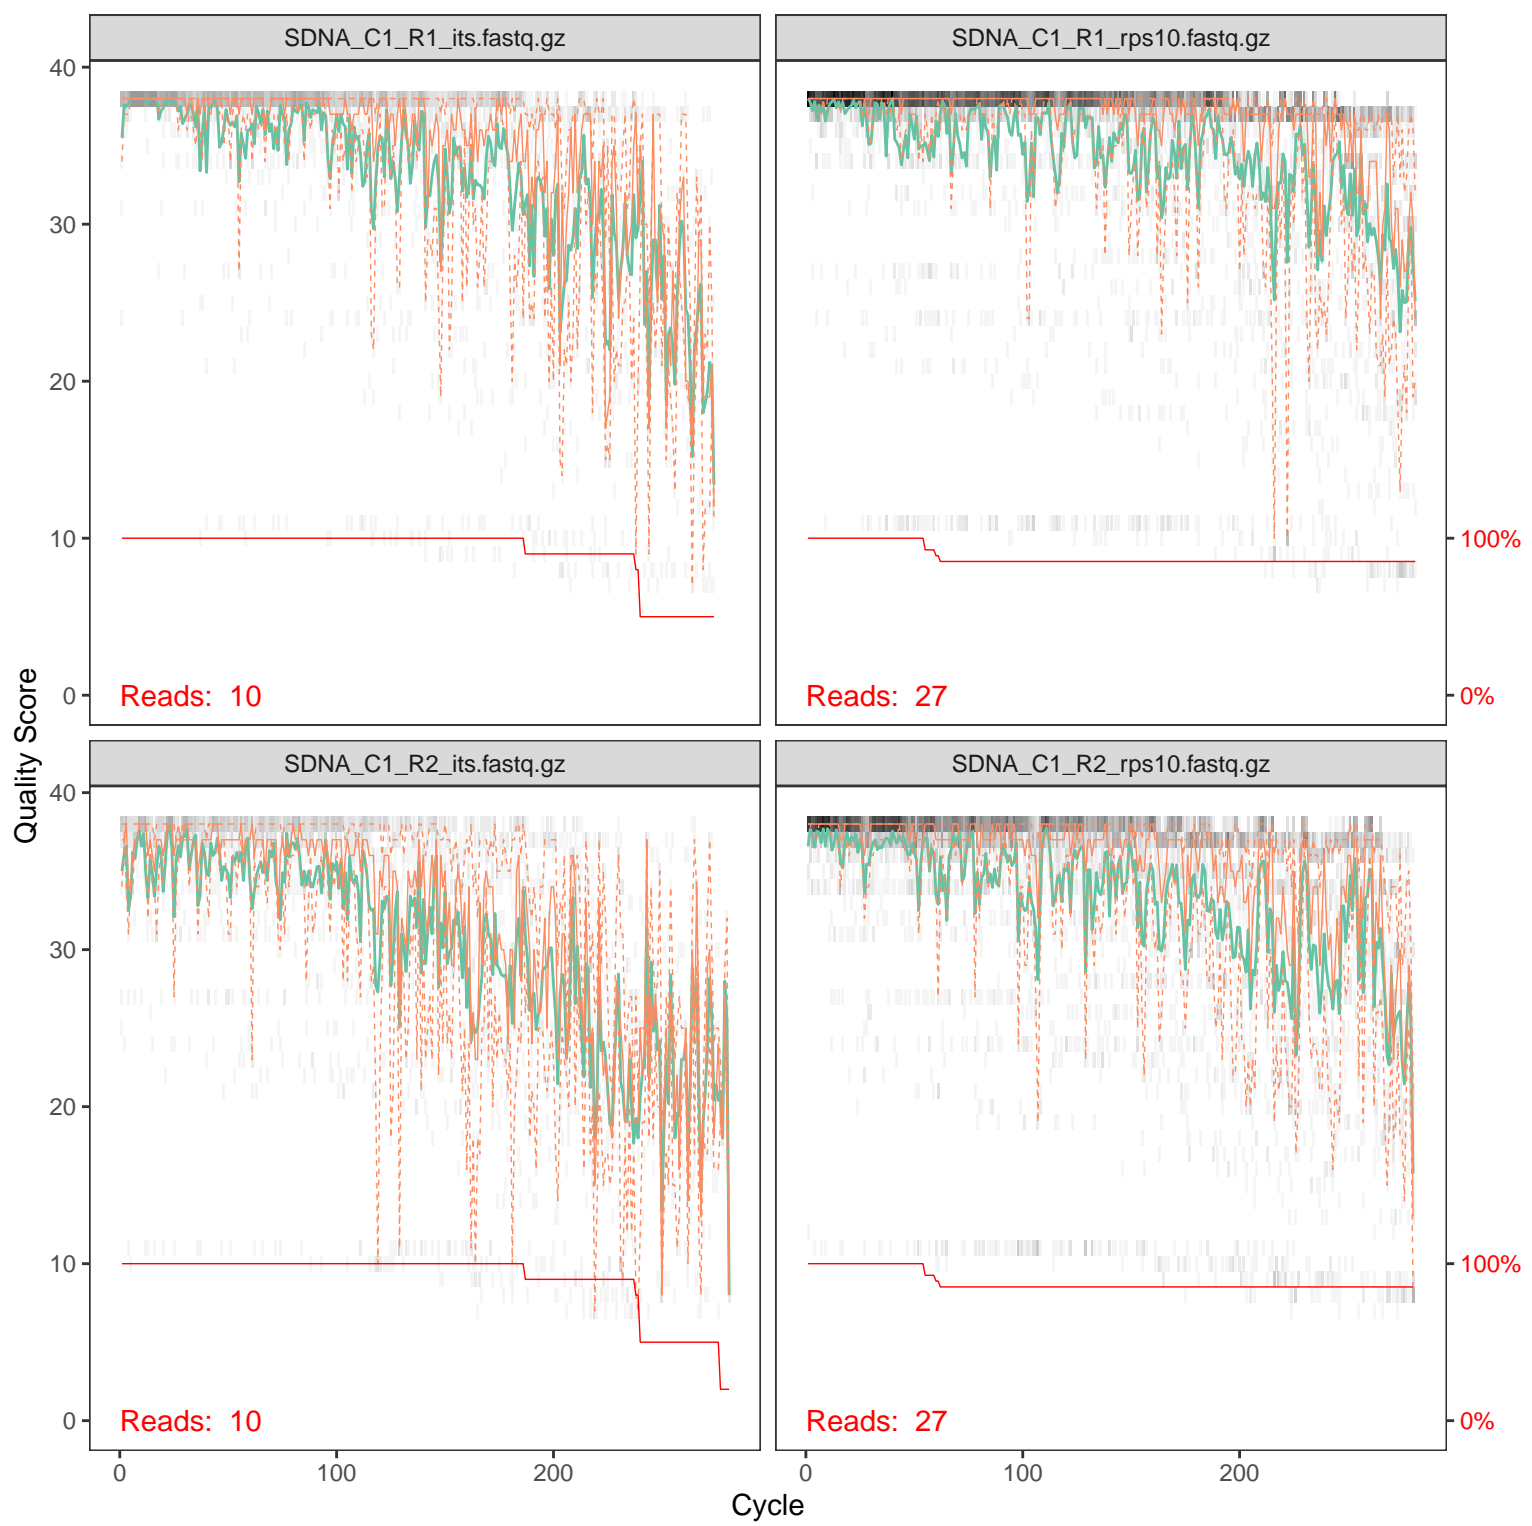 SDNA_C1_R1_its.fastq.gz
SDNA_C1_R1_rps10.fastq.gz
40
30
20
10
0
100%
0%
Reads: 10
Reads: 27
Quality Score
SDNA_C1_R2_its.fastq.gz
SDNA_C1_R2_rps10.fastq.gz
40
30
20
10
0
100%
0%
Reads: 10
Reads: 27
0
100
200
0
100
200
Cycle